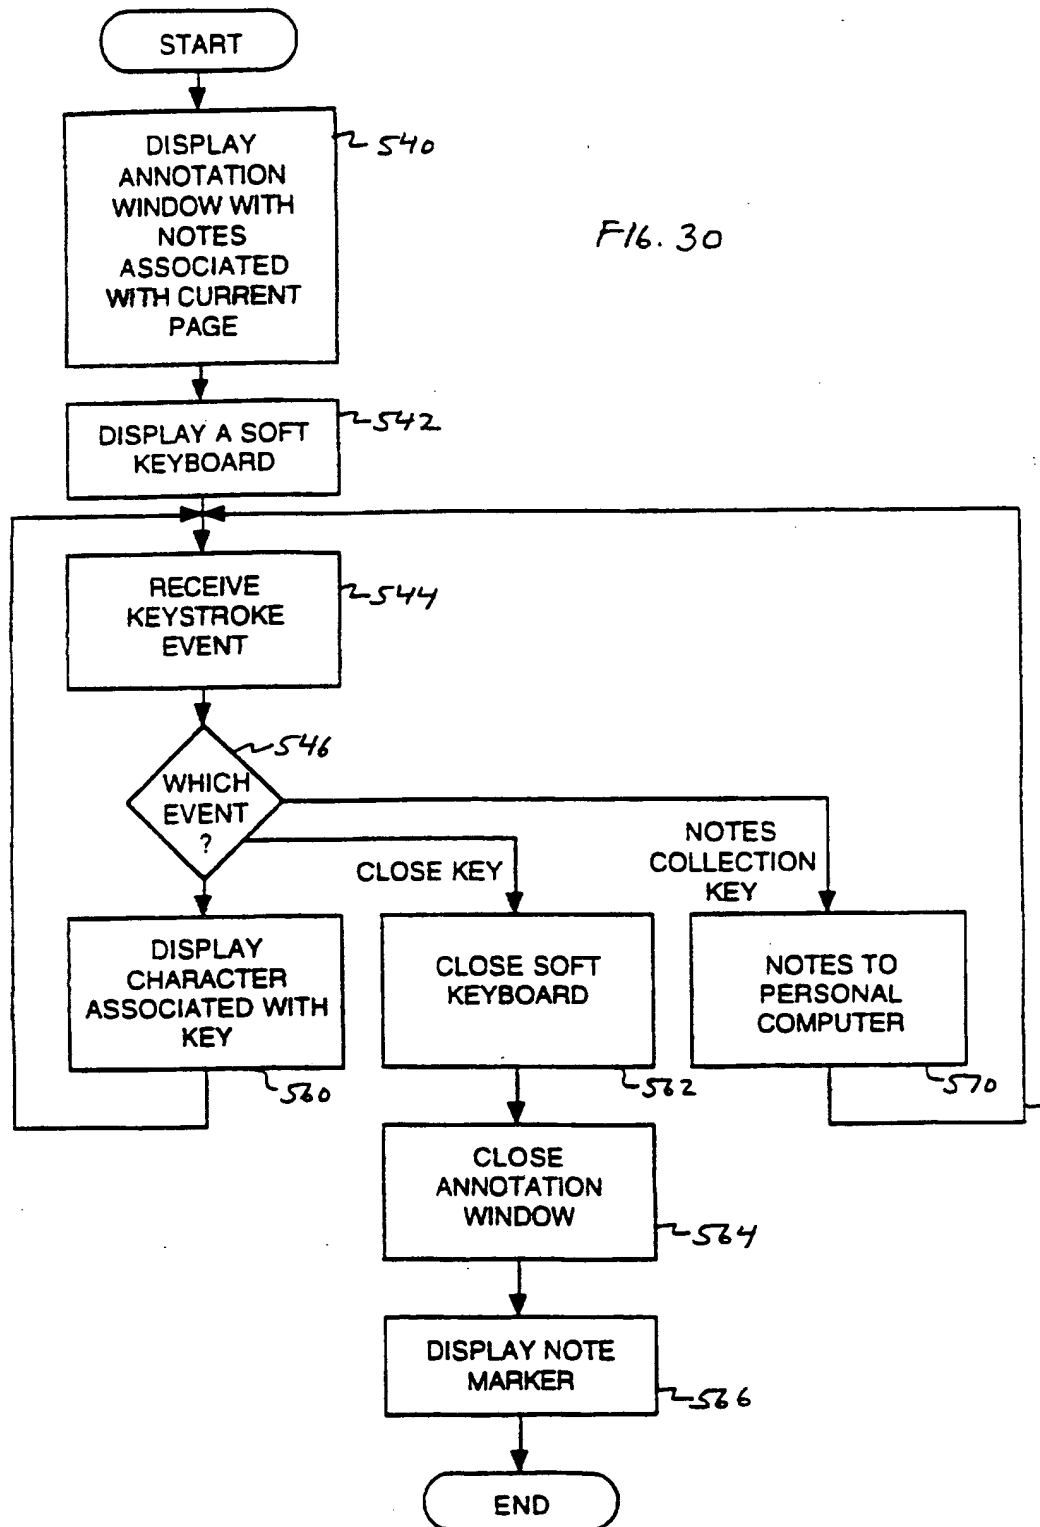 START
DISPLAY
ANNOTATION
WINDOW WITH
NOTES
ASSOCIATED
WITH CURRENT
PAGE
540
FIG. 30
DISPLAY A SOFT
KEYBOARD
542
RECEIVE
KEYSTROKE
EVENT
544
WHICH
EVENT
?
546
CLOSE KEY
NOTES
COLLECTION
KEY
DISPLAY
CHARACTER
ASSOCIATED WITH
KEY
560
CLOSE SOFT
KEYBOARD
562
NOTES TO
PERSONAL
COMPUTER
570
CLOSE
ANNOTATION
WINDOW
564
DISPLAY NOTE
MARKER
566
END